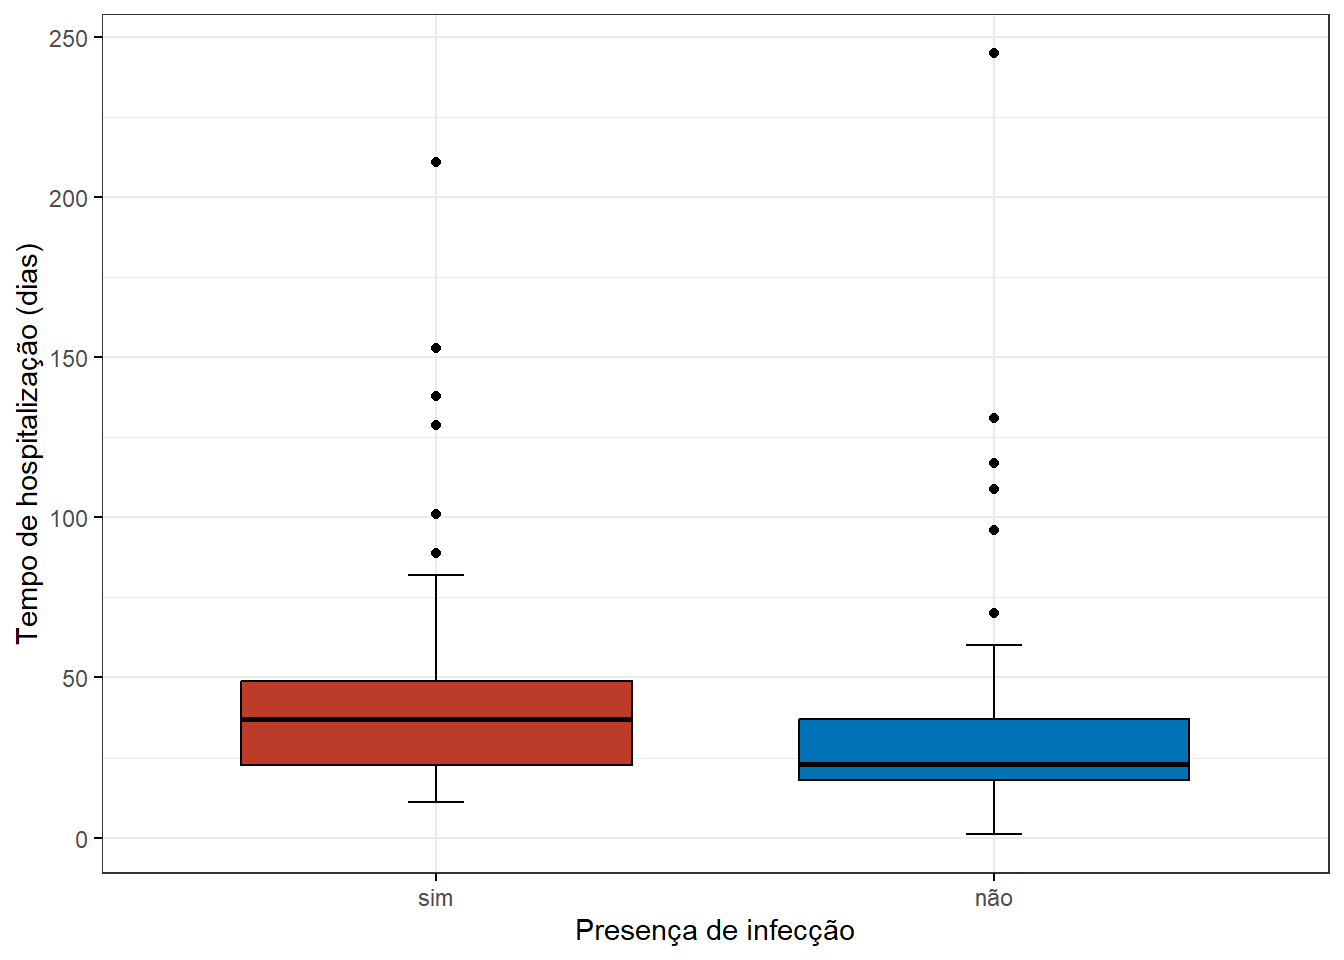 250
200
150
100
50
0
Tempo de hospitalização (dias)
sim
não
Presença de infecção